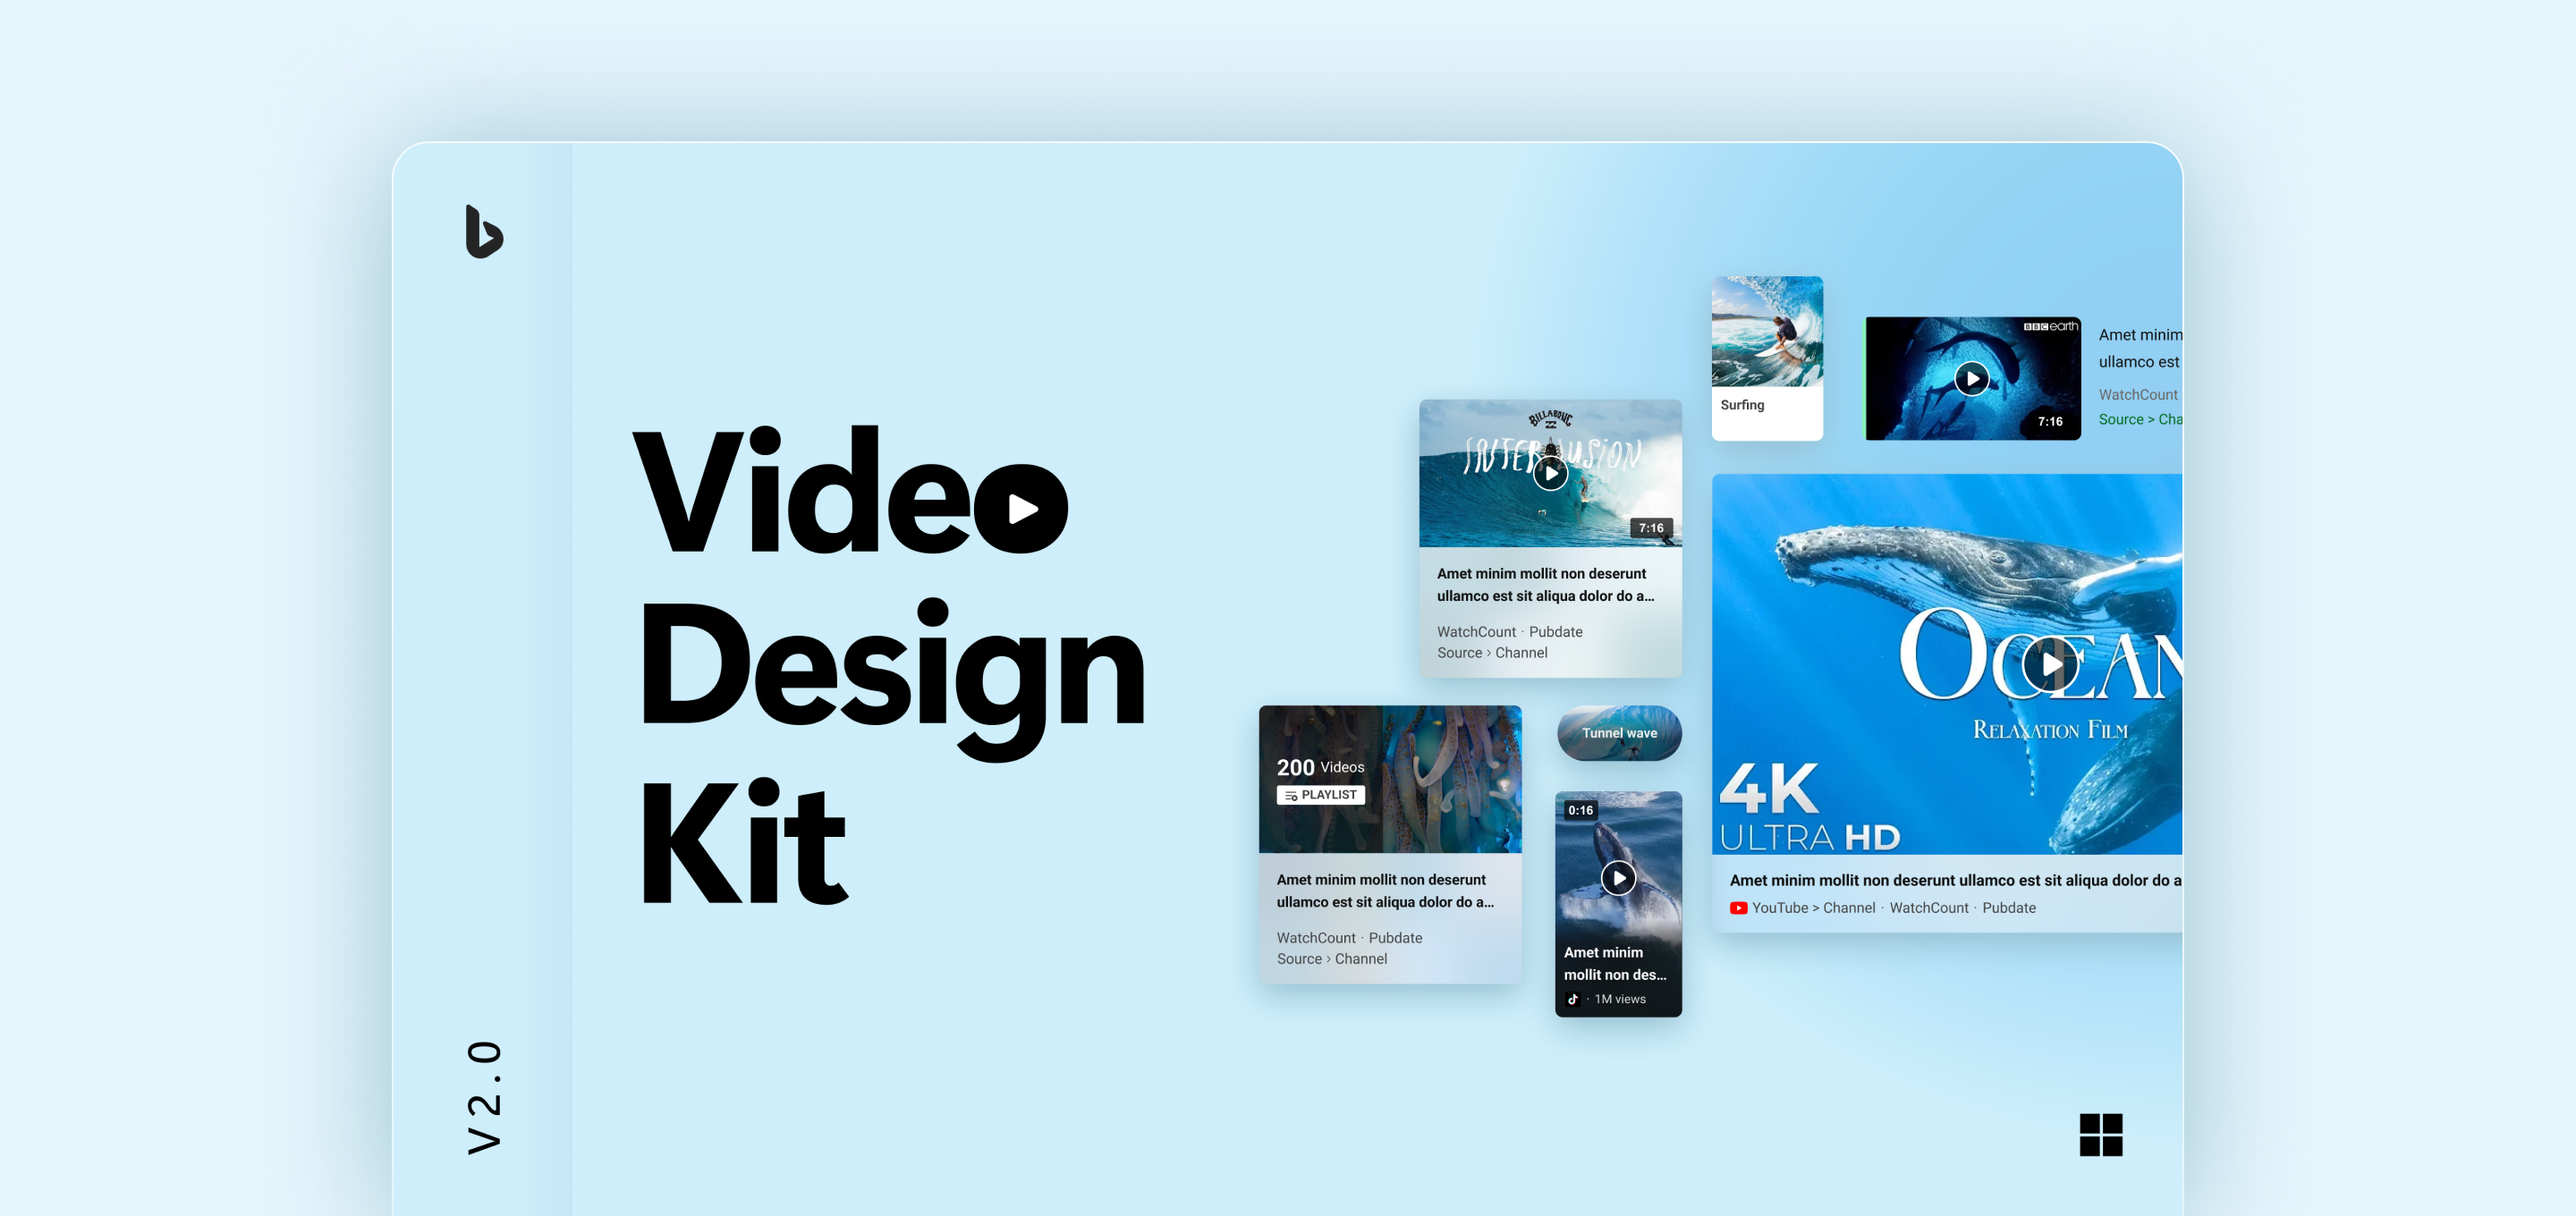 Video
Design
Kit
V2.0
BILLABONG
INTERFUSION
7:16
Amet minim mollit non deserunt
ullamco est sit aliqua dolor do a...
WatchCount · Pubdate
Source › Channel
Surfing
BBC earth
7:16
Amet minim
ullamco est
WatchCount
Source > Cha
OCEAN
RELAXATION FILM
4K
ULTRA HD
Amet minim mollit non deserunt ullamco est sit aliqua dolor do a
YouTube > Channel · WatchCount · Pubdate
200 Videos
PLAYLIST
Amet minim mollit non deserunt
ullamco est sit aliqua dolor do a...
WatchCount · Pubdate
Source › Channel
Tunnel wave
0:16
Amet minim
mollit non des...
· 1M views